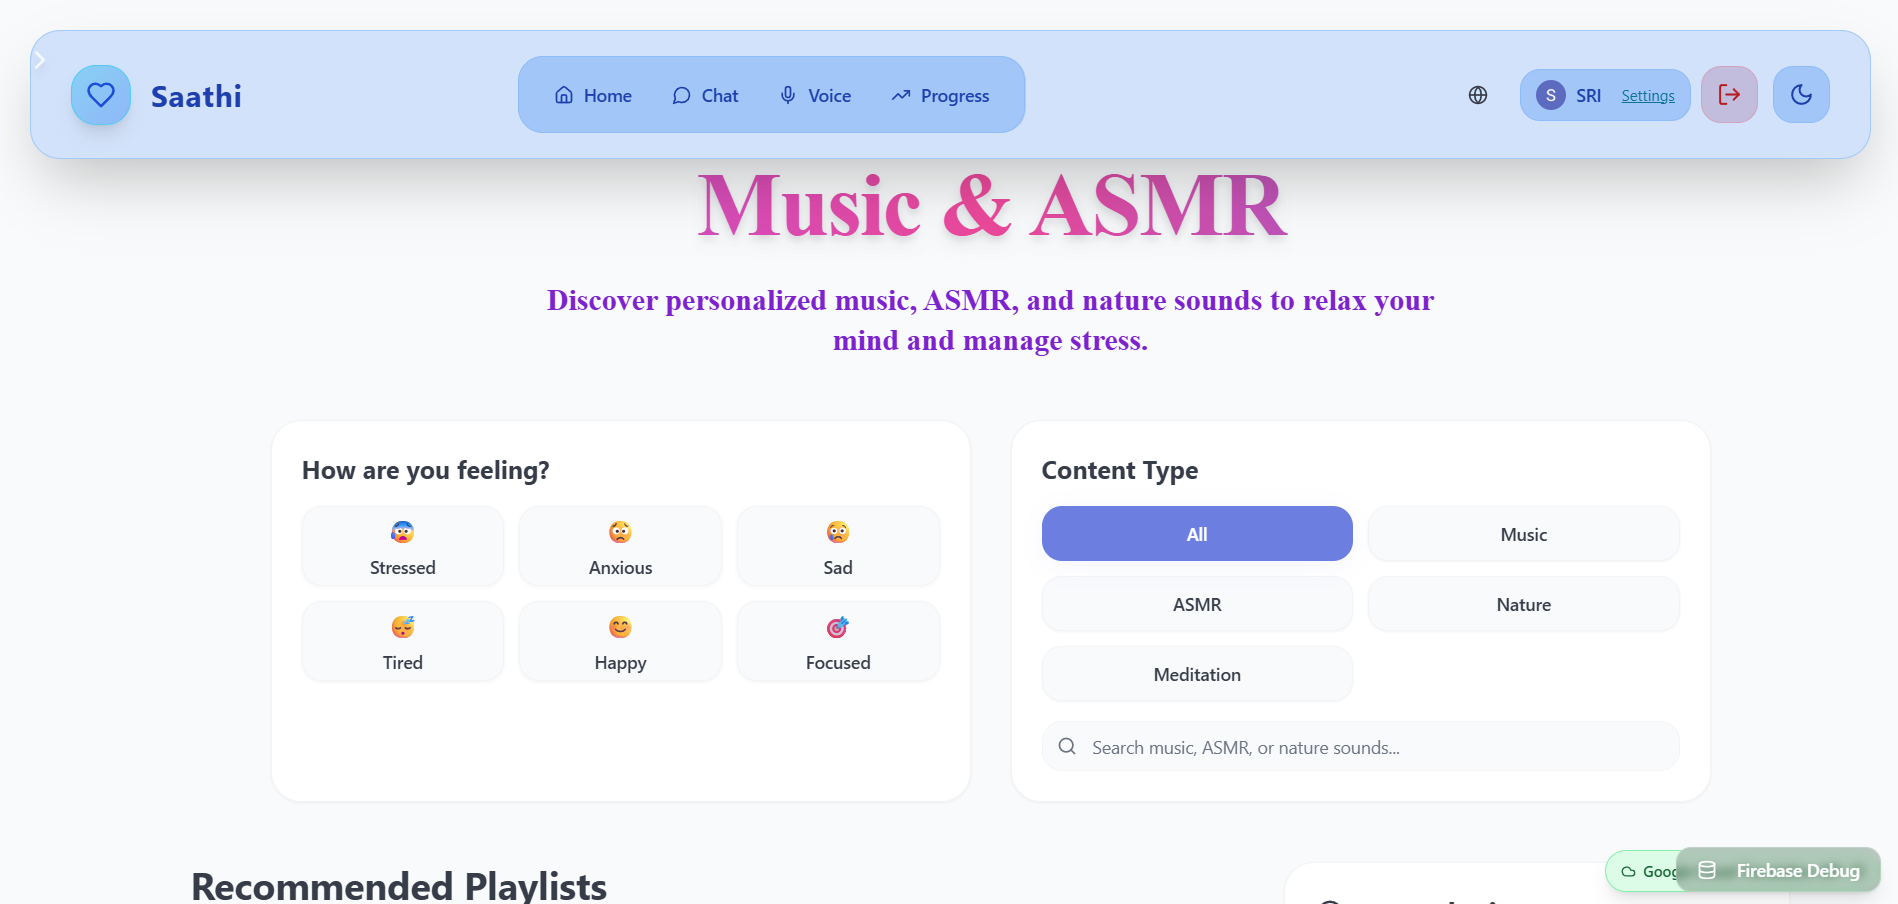 Saathi
Home
Chat
Voice
Progress
S
SRI
Settings
Music & ASMR
Discover personalized music, ASMR, and nature sounds to relax your
mind and manage stress.
How are you feeling?
Stressed
Anxious
Sad
Tired
Happy
Focused
Content Type
All
Music
ASMR
Nature
Meditation
Search music, ASMR, or nature sounds...
Recommended Playlists
Firebase Debug